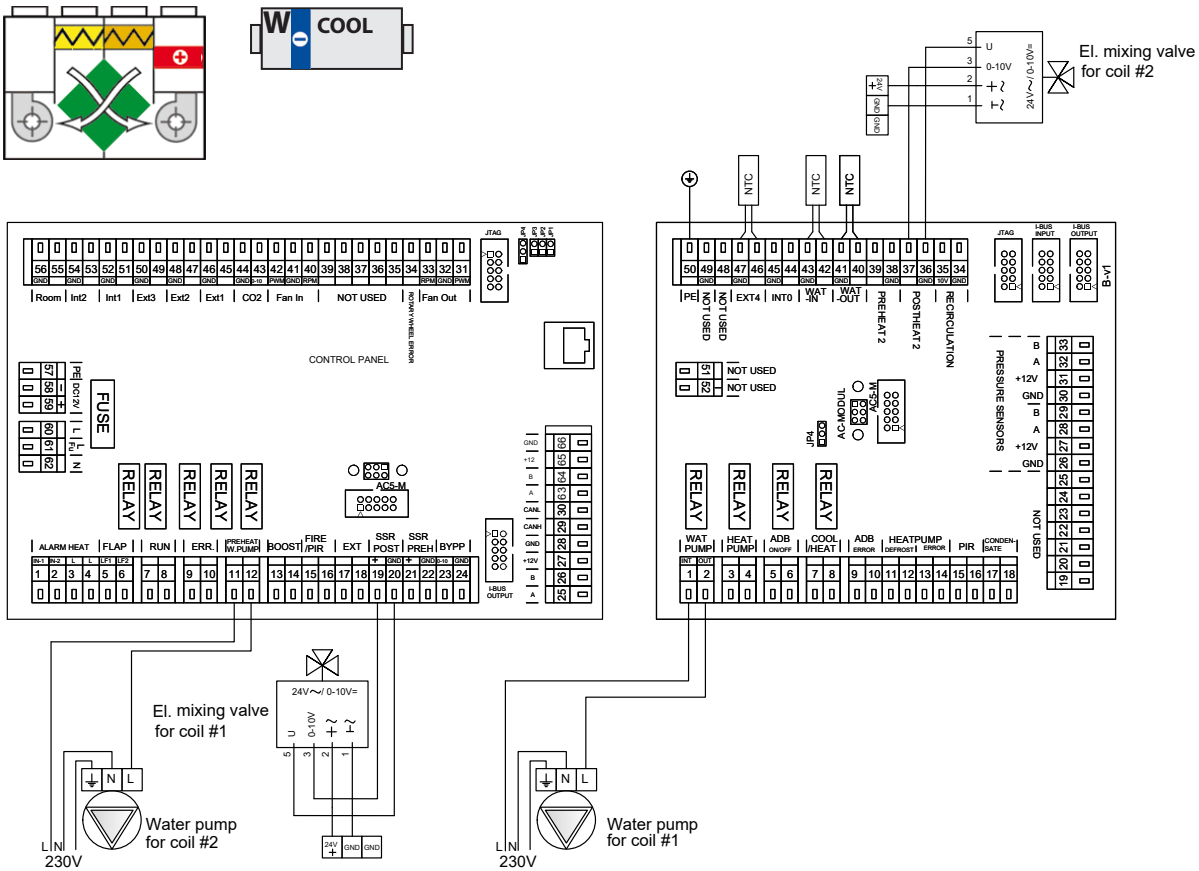 W COOL
El. mixing valve
for coil #2
5 U
3 0-10V
2
1
24V~/ 0-10V=
24V
+
GND
GND
NTC
NTC
NTC
56 55 54 53 52 51 50 49 48 47 46 45 44 43 42 41 40 39 38 37 36 35 34 33 32 31
GND GND GND GND GND GND GND 0-10 PWM GND RPM RPM GND PWM
Room Int2 Int1 Ext3 Ext2 Ext1 CO2 Fan In NOT USED ROTARY WHEEL ERROR Fan Out
JTAG
JP4
JP3
JP2
JP1
CONTROL PANEL
57 PE
58 – DC12V
59 +
60 L
61 Fu L
62 N
FUSE
RELAY RELAY RELAY RELAY RELAY
AC5-M
GND 66
+12 65
B 64
A 63
CANL 30
CANH 29
GND 28
+12V 27
B 26
A 25
I-BUS
OUTPUT
ALARM HEAT FLAP RUN ERR. PREHEAT W.PUMP BOOST FIRE /PIR EXT SSR POST SSR PREH BYPP
IN-1 IN-2 L L LF1 LF2 + GND + GND 0-10 GND
1 2 3 4 5 6 7 8 9 10 11 12 13 14 15 16 17 18 19 20 21 22 23 24
50 49 48 47 46 45 44 43 42 41 40 39 38 37 36 35 34
GND GND GND GND GND GND GND 10V GND
PE NOT USED NOT USED EXT4 INT0 WAT -IN WAT -OUT PREHEAT 2 POSTHEAT 2 RECIRCULATION
JTAG
I-BUS
INPUT
I-BUS
OUTPUT
B-V1
51 NOT USED
52 NOT USED
AC-MODUL
AC5-M
JP4
PRESSURE SENSORS
B 33
A 32
+12V 31
GND 30
B 29
A 28
+12V 27
GND 26
25
24
23
22
21
20
19
NOT USED
RELAY RELAY RELAY RELAY
WAT PUMP HEAT PUMP ADB ON/OFF COOL /HEAT ADB ERROR HEATPUMP DEFROST ERROR PIR CONDEN- SATE
INT OUT
1 2 3 4 5 6 7 8 9 10 11 12 13 14 15 16 17 18
El. mixing valve
for coil #1
24V~/ 0-10V=
U 0-10V
5 3 2 1
24V
+
GND GND
N L
Water pump
for coil #2
L N
230V
N L
Water pump
for coil #1
L N
230V